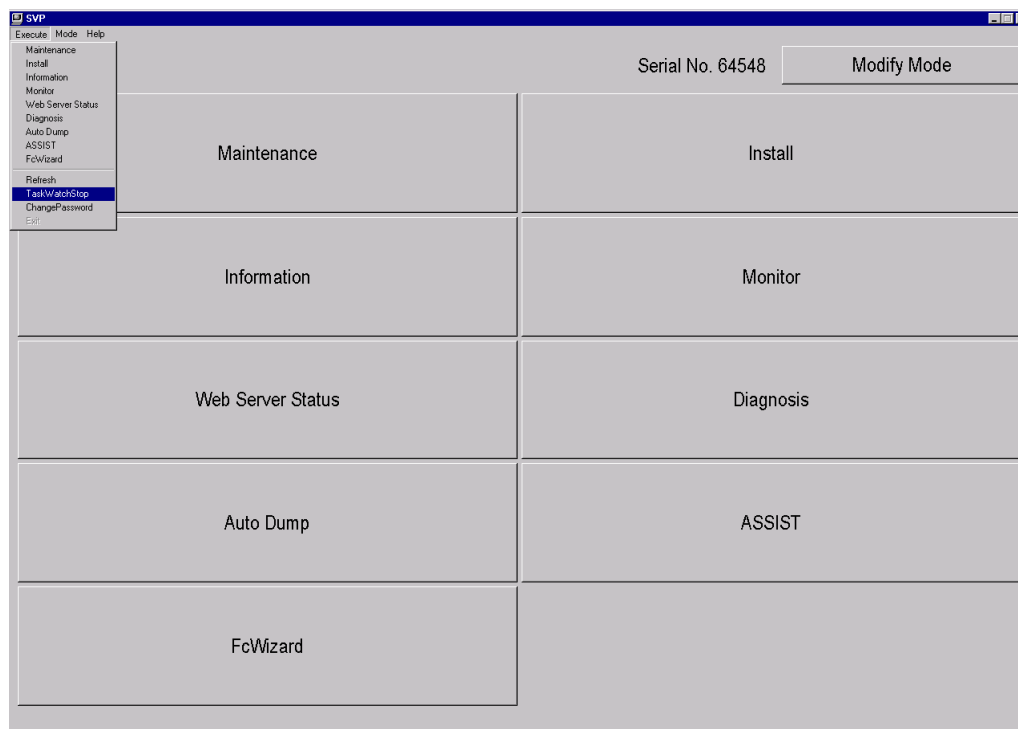 SVP
Execute Mode Help
Maintenance
Install
Information
Monitor
Web Server Status
Diagnosis
Auto Dump
ASSIST
FcWizard
Refresh
TaskWatchStop
ChangePassword
Exit
Serial No. 64548 Modify Mode
Maintenance Install
Information Monitor
Web Server Status Diagnosis
Auto Dump ASSIST
FcWizard